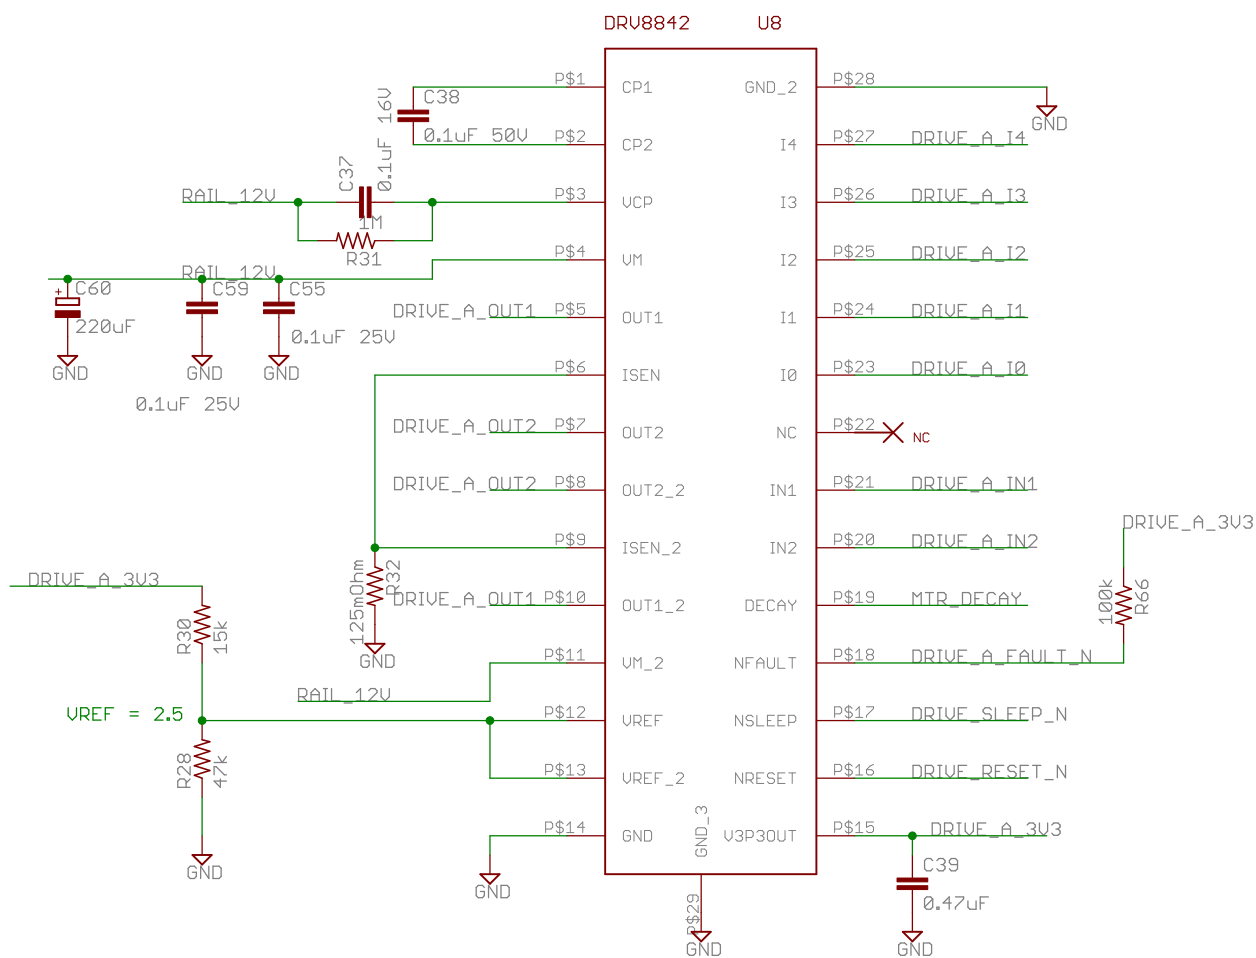 DRV8842 U8
P$1 CP1 GND_2 P$28
C38 16V
0.1uF 50V
GND
P$2 CP2 I4 P$27 DRIVE_A_I4
C37 0.1uF
RAIL_12V P$3 VCP I3 P$26 DRIVE_A_I3
1M
R31
P$4 VM I2 P$25 DRIVE_A_I2
RAIL_12V
+ C60 C59 C55
220uF
0.1uF 25V
DRIVE_A_OUT1 P$5 OUT1 I1 P$24 DRIVE_A_I1
GND GND GND
P$6 ISEN I0 P$23 DRIVE_A_I0
0.1uF 25V
DRIVE_A_OUT2 P$7 OUT2 NC P$22 NC
DRIVE_A_OUT2 P$8 OUT2_2 IN1 P$21 DRIVE_A_IN1
DRIVE_A_3V3
P$9 ISEN_2 IN2 P$20 DRIVE_A_IN2
DRIVE_A_3V3
125mOhm R32
100k R66
DRIVE_A_OUT1 P$10 OUT1_2 DECAY P$19 MTR_DECAY
R30 15k
GND
P$11 VM_2 NFAULT P$18 DRIVE_A_FAULT_N
RAIL_12V
VREF = 2.5
P$12 VREF NSLEEP P$17 DRIVE_SLEEP_N
R28 47k
P$13 VREF_2 NRESET P$16 DRIVE_RESET_N
P$14 GND GND_3 V3P3OUT P$15 DRIVE_A_3V3
GND
GND
C39
0.47uF
P$29
GND
GND